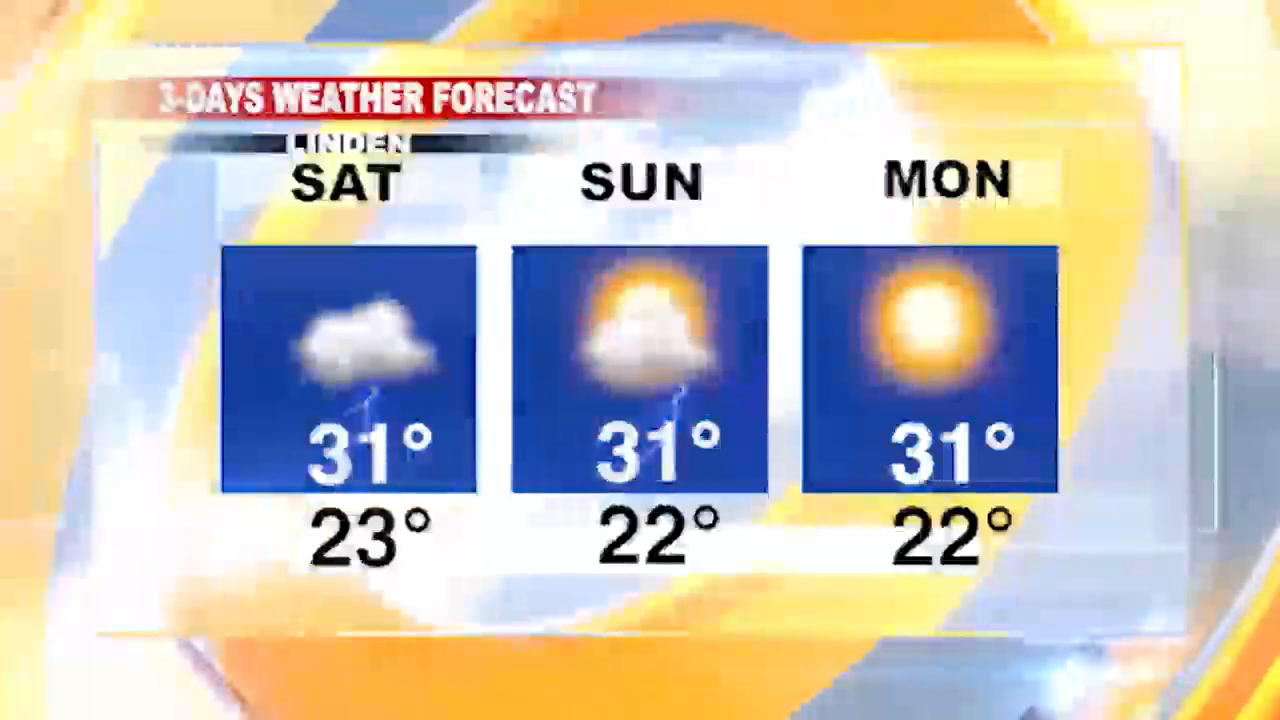 3-DAYS WEATHER FORECAST
LINDEN
SAT SUN MON
31° 31° 31°
23° 22° 22°